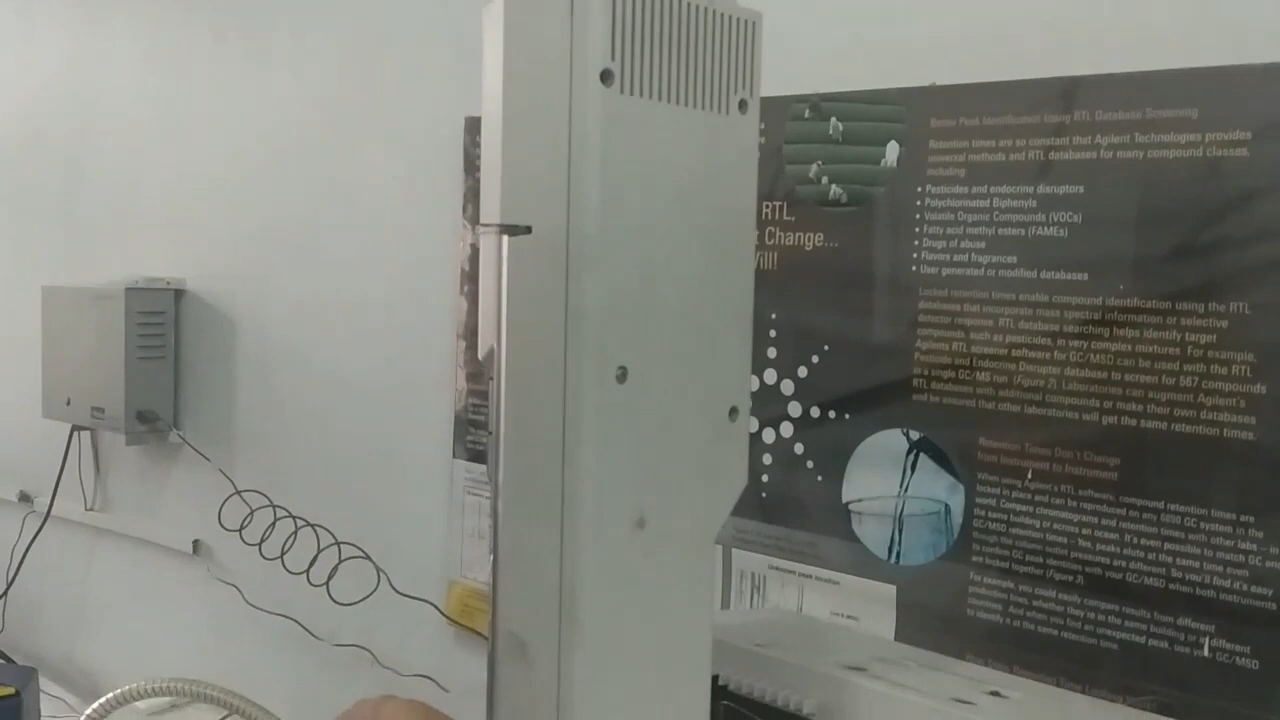 RTL,
t Change...
Will!
Better Peak Identification Using RTL Database Screening
Retention times are so constant that Agilent Technologies provides
universal methods and RTL databases for many compound classes,
including
• Pesticides and endocrine disruptors
• Polychlorinated Biphenyls
• Volatile Organic Compounds (VOCs)
• Fatty acid methyl esters (FAMEs)
• Drugs of abuse
• Flavors and fragrances
• User generated or modified databases
Locked retention times enable compound identification using the RTL
databases that incorporate mass spectral information or selective
detector response. RTL database searching helps identify target
compounds, such as pesticides, in very complex mixtures. For example,
Agilents RTL screener software for GC/MSD can be used with the RTL
Pesticide and Endocrine Disrupter database to screen for 567 compounds
in a single GC/MS run (Figure 2). Laboratories can augment Agilent's
RTL databases with additional compounds or make their own databases
and be ensured that other laboratories will get the same retention times.
Retention Times Don't Change
from Instrument to Instrument
When using Agilent's RTL software, compound retention times are
locked in place and can be reproduced on any 6890 GC system in the
world. Compare chromatograms and retention times with other labs – in
the same building or across an ocean. It's even possible to match GC and
GC/MSD retention times – Yes, peaks elute at the same time even
though the column outlet pressures are different. So you'll find it's easy
to confirm GC peak identities with your GC/MSD when both instruments
are locked together (Figure 3).
For example, you could easily compare results from different
production lines, whether they're in the same building or in different
countries. And when you find an unexpected peak, use your GC/MSD
to identify it at the same retention time.
Unknown peak location